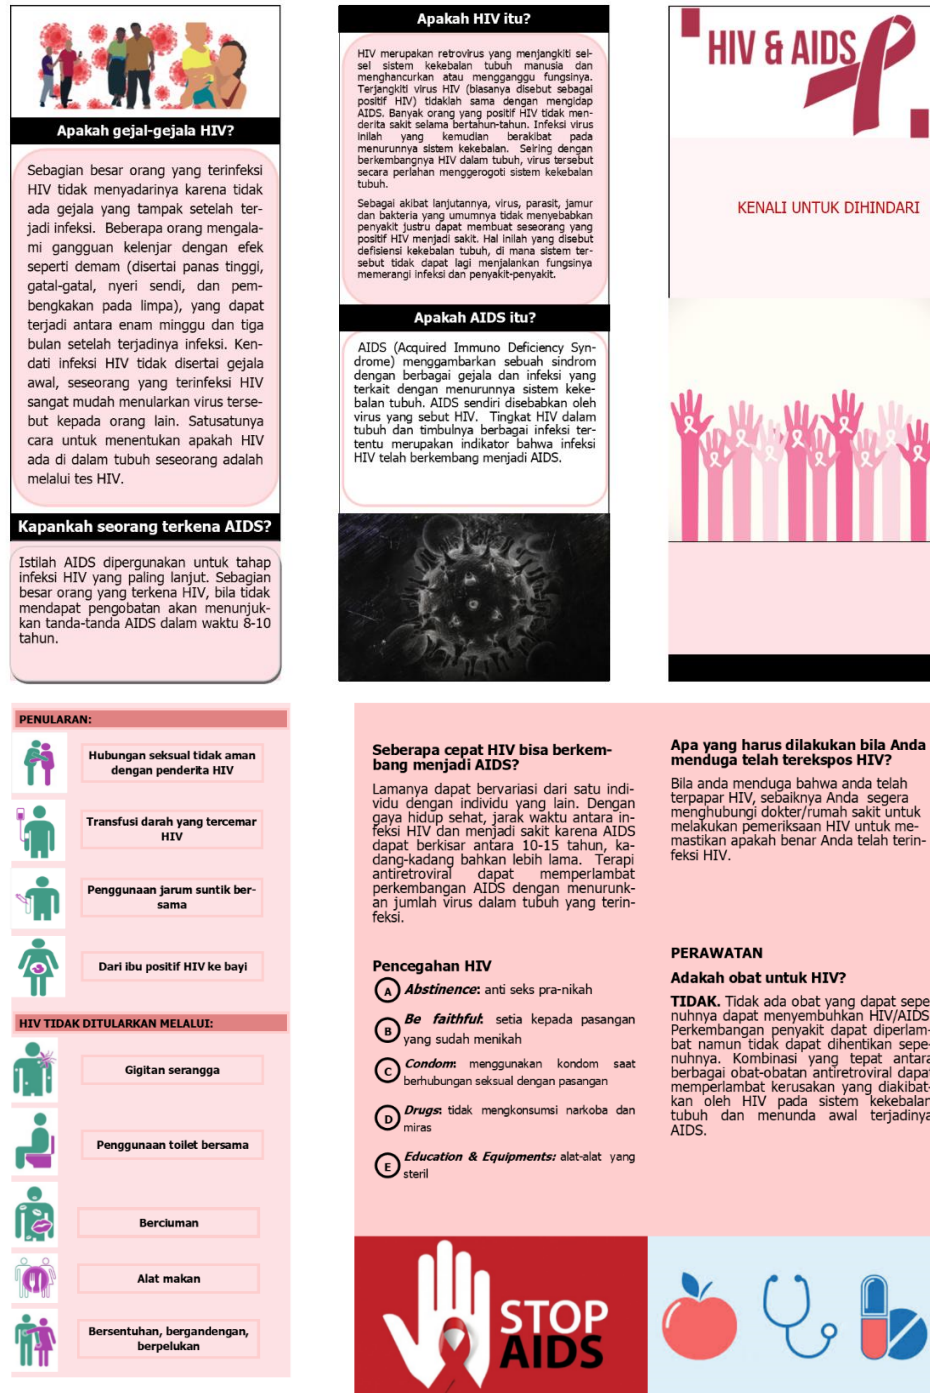 Apakah gejal-gejala HIV?
Sebagian besar orang yang terinfeksi
HIV tidak menyadarinya karena tidak
ada gejala yang tampak setelah ter-
jadi infeksi. Beberapa orang mengala-
mi gangguan kelenjar dengan efek
seperti demam (disertai panas tinggi,
gatal-gatal, nyeri sendi, dan pem-
bengkakan pada limpa), yang dapat
terjadi antara enam minggu dan tiga
bulan setelah terjadinya infeksi. Ken-
dati infeksi HIV tidak disertai gejala
awal, seseorang yang terinfeksi HIV
sangat mudah menularkan virus terse-
but kepada orang lain. Satusatunya
cara untuk menentukan apakah HIV
ada di dalam tubuh seseorang adalah
melalui tes HIV.
Kapankah seorang terkena AIDS?
Istilah AIDS dipergunakan untuk tahap
infeksi HIV yang paling lanjut. Sebagian
besar orang yang terkena HIV, bila tidak
mendapat pengobatan akan menunjuk-
kan tanda-tanda AIDS dalam waktu 8-10
tahun.
Apakah HIV itu?
HIV merupakan retrovirus yang menjangkiti sel-
sel sistem kekebalan tubuh manusia dan
menghancurkan atau mengganggu fungsinya.
Terjangkiti virus HIV (biasanya disebut sebagai
positif HIV) tidaklah sama dengan mengidap
AIDS. Banyak orang yang positif HIV tidak men-
derita sakit selama bertahun-tahun. Infeksi virus
inilah yang kemudian berakibat pada
menurunnya sistem kekebalan. Seiring dengan
berkembangnya HIV dalam tubuh, virus tersebut
secara perlahan menggerogoti sistem kekebalan
tubuh.
Sebagai akibat lanjutannya, virus, parasit, jamur
dan bakteria yang umumnya tidak menyebabkan
penyakit justru dapat membuat seseorang yang
positif HIV menjadi sakit. Hal inilah yang disebut
defisiensi kekebalan tubuh, di mana sistem ter-
sebut tidak dapat lagi menjalankan fungsinya
memerangi infeksi dan penyakit-penyakit.
Apakah AIDS itu?
AIDS (Acquired Immuno Deficiency Syn-
drome) menggambarkan sebuah sindrom
dengan berbagai gejala dan infeksi yang
terkait dengan menurunnya sistem keke-
balan tubuh. AIDS sendiri disebabkan oleh
virus yang sebut HIV. Tingkat HIV dalam
tubuh dan timbulnya berbagai infeksi ter-
tentu merupakan indikator bahwa infeksi
HIV telah berkembang menjadi AIDS.
HIV & AIDS
KENALI UNTUK DIHINDARI
PENULARAN:
Hubungan seksual tidak aman
dengan penderita HIV
Transfusi darah yang tercemar
HIV
Penggunaan jarum suntik ber-
sama
Dari ibu positif HIV ke bayi
HIV TIDAK DITULARKAN MELALUI:
Gigitan serangga
Penggunaan toilet bersama
Berciuman
Alat makan
Bersentuhan, bergandengan,
berpelukan
Seberapa cepat HIV bisa berkem-
bang menjadi AIDS?
Lamanya dapat bervariasi dari satu indi-
vidu dengan individu yang lain. Dengan
gaya hidup sehat, jarak waktu antara in-
feksi HIV dan menjadi sakit karena AIDS
dapat berkisar antara 10-15 tahun, ka-
dang-kadang bahkan lebih lama. Terapi
antiretroviral dapat memperlambat
perkembangan AIDS dengan menurunk-
an jumlah virus dalam tubuh yang terin-
feksi.
Pencegahan HIV
A Abstinence: anti seks pra-nikah
B Be faithful: setia kepada pasangan
yang sudah menikah
C Condom: menggunakan kondom saat
berhubungan seksual dengan pasangan
D Drugs: tidak mengkonsumsi narkoba dan
miras
E Education & Equipments: alat-alat yang
steril
Apa yang harus dilakukan bila Anda
menduga telah terekspos HIV?
Bila anda menduga bahwa anda telah
terpapar HIV, sebaiknya Anda segera
menghubungi dokter/rumah sakit untuk
melakukan pemeriksaan HIV untuk me-
mastikan apakah benar Anda telah terin-
feksi HIV.
PERAWATAN
Adakah obat untuk HIV?
TIDAK. Tidak ada obat yang dapat sepe
nuhnya dapat menyembuhkan HIV/AIDS
Perkembangan penyakit dapat diperlam-
bat namun tidak dapat dihentikan sepe-
nuhnya. Kombinasi yang tepat antara
berbagai obat-obatan antiretroviral dapat
memperlambat kerusakan yang diakibat-
kan oleh HIV pada sistem kekebalan
tubuh dan menunda awal terjadinya
AIDS.
STOP
AIDS